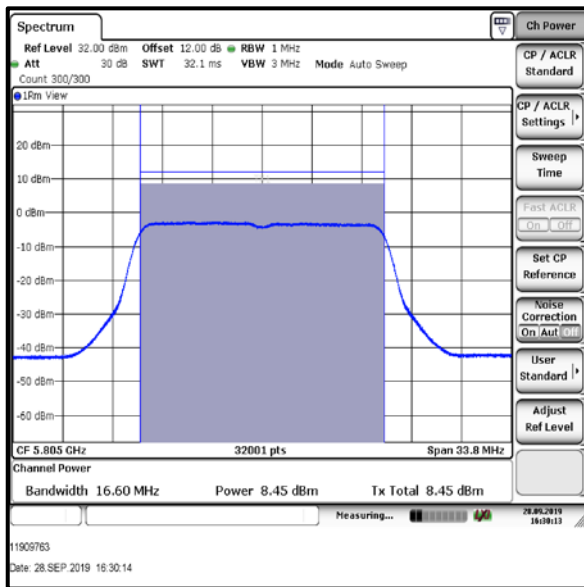 Spectrum
Ref Level 32.00 dBm Offset 12.00 dB RBW 1 MHz
Att 30 dB SWT 32.1 ms VBW 3 MHz Mode Auto Sweep
Count 300/300
1Rm View
20 dBm
10 dBm
0 dBm
-10 dBm
-20 dBm
-30 dBm
-40 dBm
-50 dBm
-60 dBm
CF 5.805 GHz 32001 pts Span 33.8 MHz
Channel Power
Bandwidth 16.60 MHz Power 8.45 dBm Tx Total 8.45 dBm
Measuring... 28.09.2019
16:30:13
Ch Power
CP / ACLR
Standard
CP / ACLR
Settings
Sweep
Time
Fast ACLR
On Off
Set CP
Reference
Noise
Correction
On Aut Off
User
Standard
Adjust
Ref Level
11909763
Date: 28.SEP.2019 16:30:14